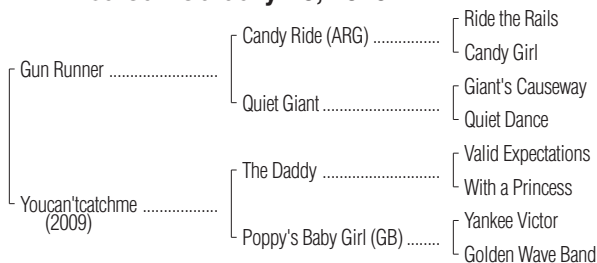 Ride the Rails
Candy Ride (ARG) ................
Candy Girl
Gun Runner ..........................
Giant's Causeway
Quiet Giant ............................
Quiet Dance
Valid Expectations
The Daddy ............................
With a Princess
Youcan'tcatchme ..................
(2009)
Yankee Victor
Poppy's Baby Girl (GB) ........
Golden Wave Band